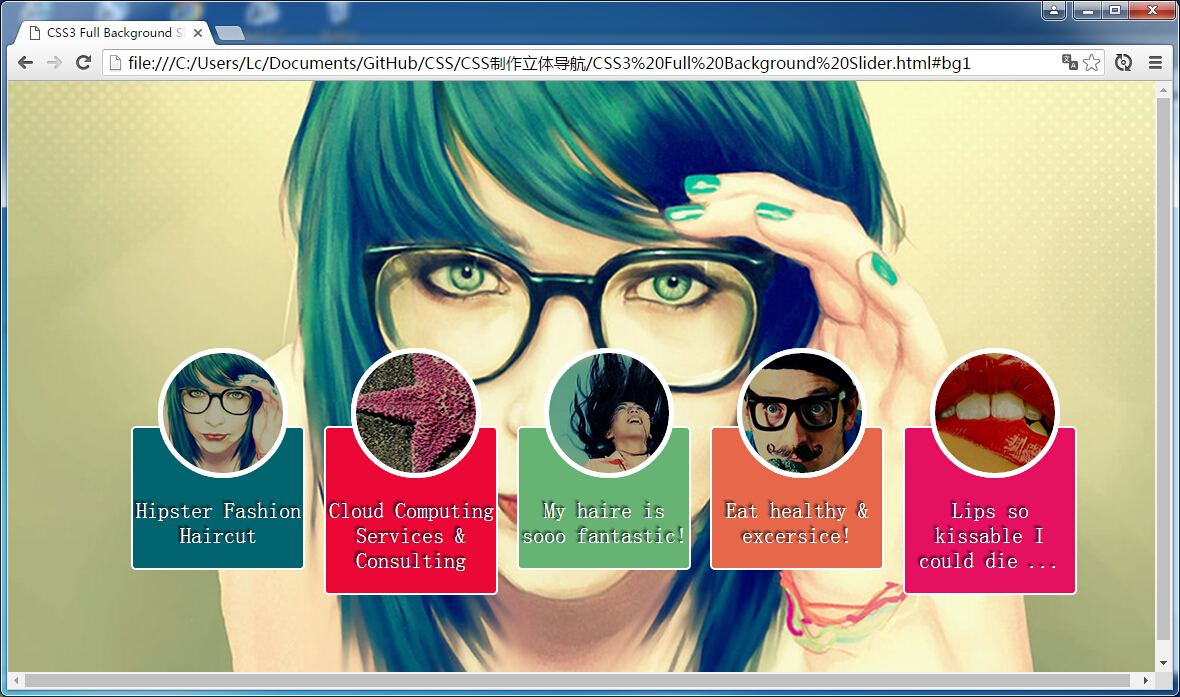 CSS3 Full Background Sl
file:///C:/Users/Lc/Documents/GitHub/CSS/CSS制作立体导航/CSS3%20Full%20Background%20Slider.html#bg1
Hipster Fashion
Haircut
Cloud Computing
Services &
Consulting
My haire is
sooo fantastic!
Eat healthy &
excersice!
Lips so
kissable I
could die ...